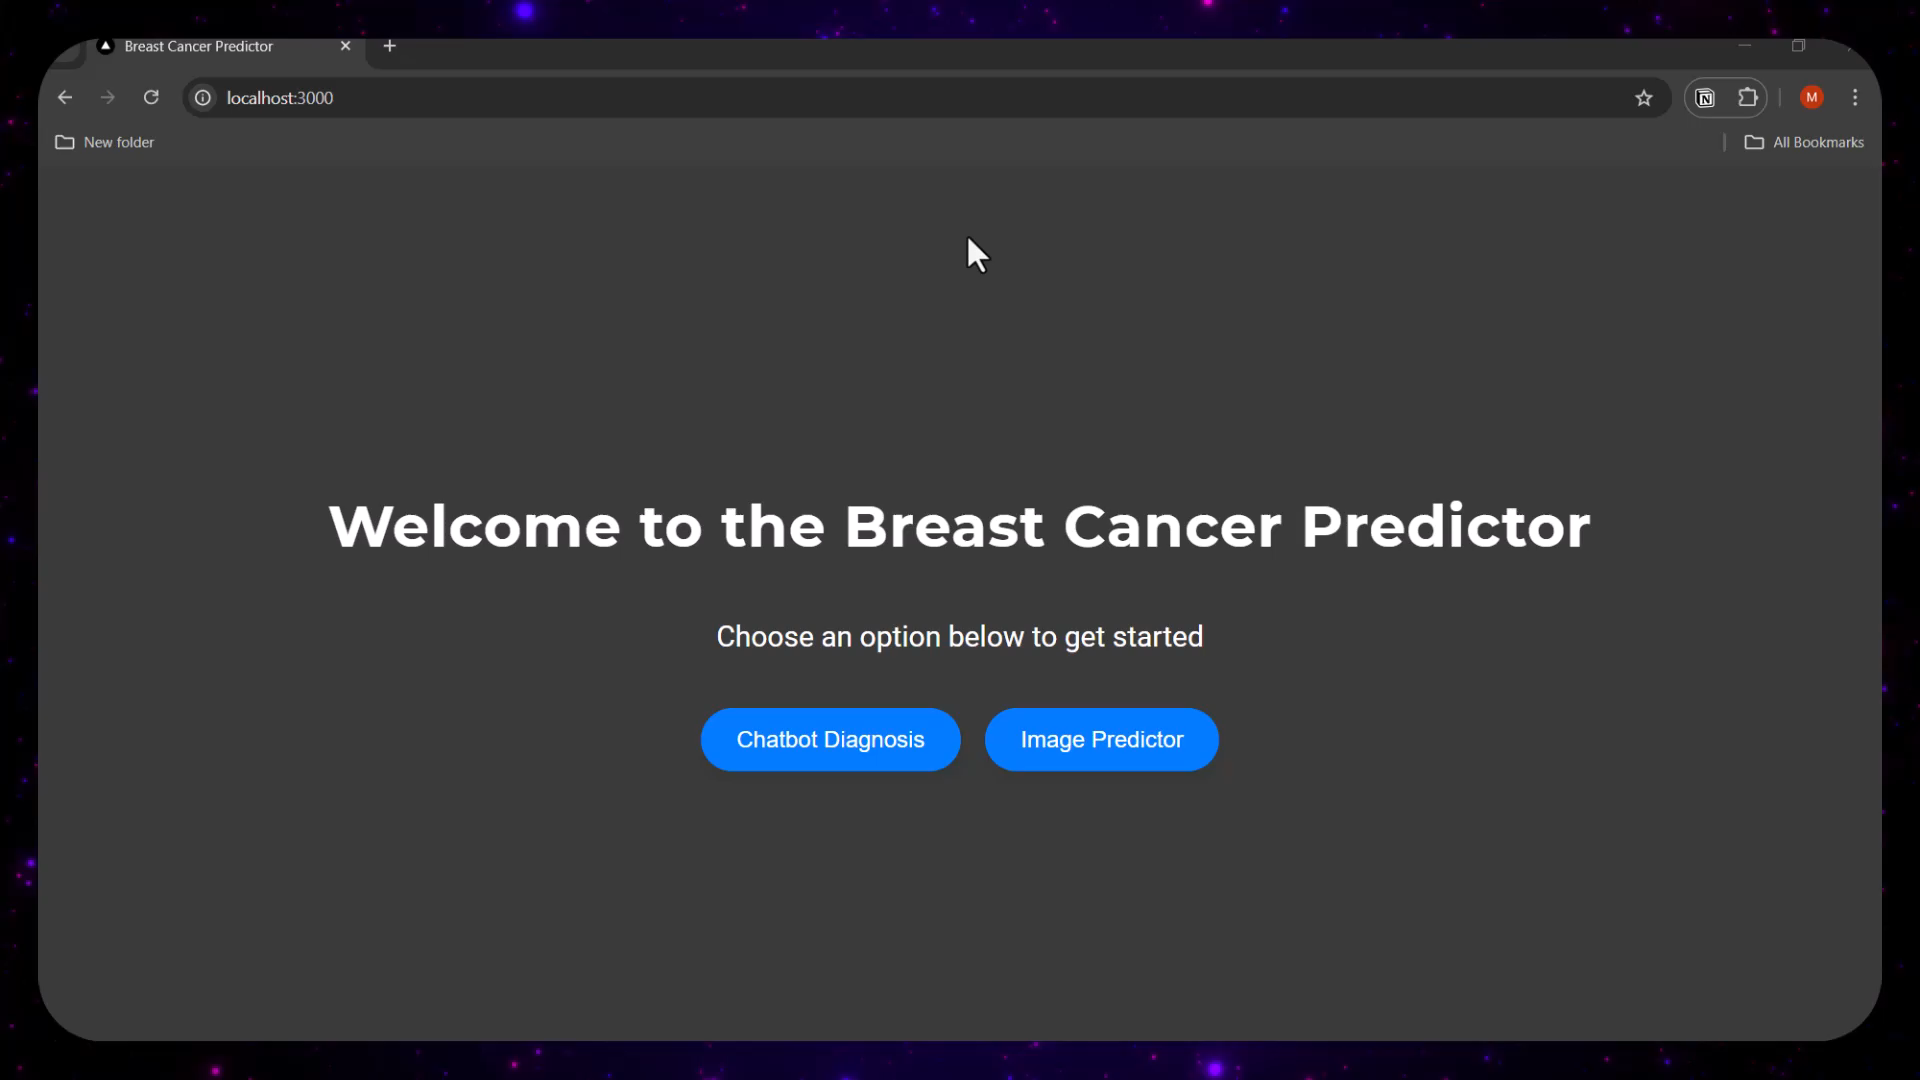 Breast Cancer Predictor
localhost:3000
M
New folder
All Bookmarks
Welcome to the Breast Cancer Predictor
Choose an option below to get started
Chatbot Diagnosis
Image Predictor